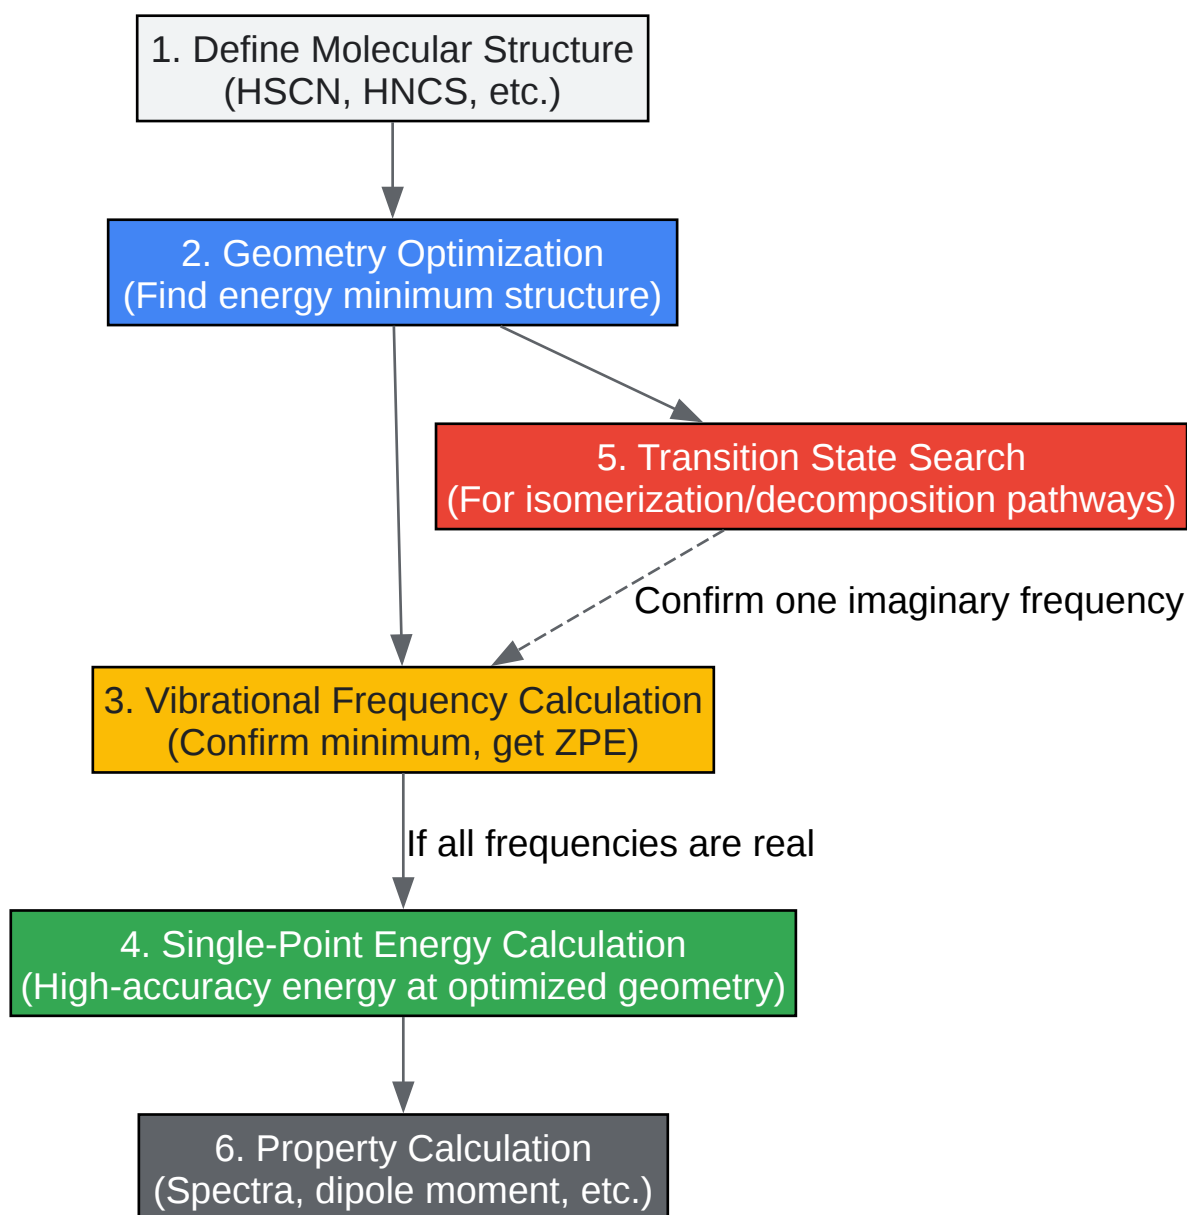 1. Define Molecular Structure
(HSCN, HNCS, etc.)
2. Geometry Optimization
(Find energy minimum structure)
5. Transition State Search
(For isomerization/decomposition pathways)
Confirm one imaginary frequency
3. Vibrational Frequency Calculation
(Confirm minimum, get ZPE)
If all frequencies are real
4. Single-Point Energy Calculation
(High-accuracy energy at optimized geometry)
6. Property Calculation
(Spectra, dipole moment, etc.)